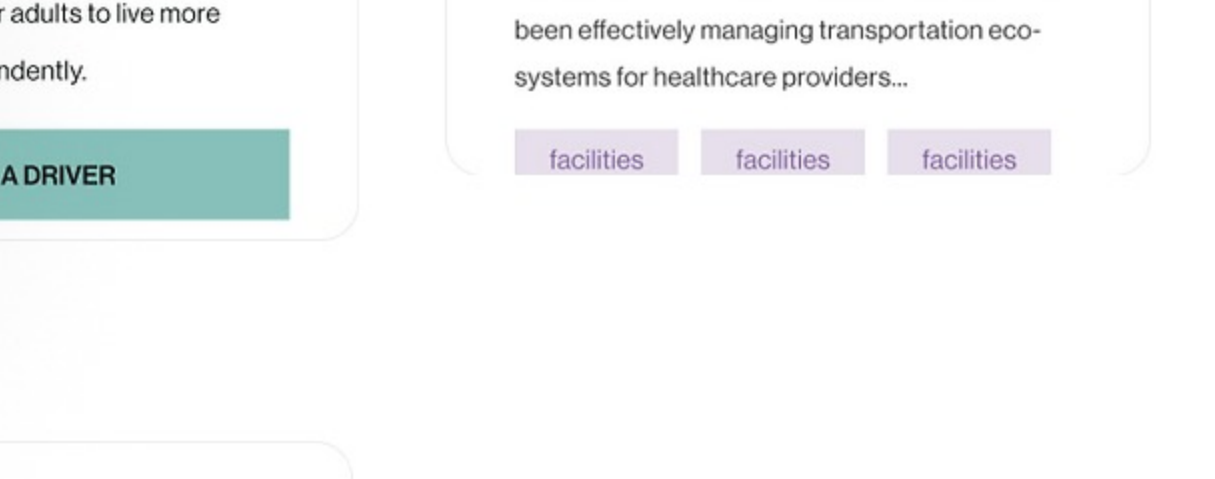 r adults to live more
ndently.
A DRIVER
been effectively managing transportation eco-
systems for healthcare providers...
facilities facilities facilities